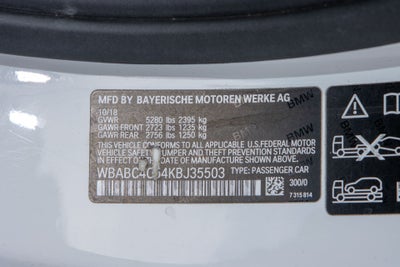 MFD BY BAYERISCHE MOTOREN WERKE AG
10/18
GVWR 5280 lbs 2395 kg
GAWR FRONT 2723 lbs 1235 kg
GAWR REAR 2756 lbs 1250 kg
THIS VEHICLE CONFORMS TO ALL
APPLICABLE U.S. FEDERAL MOTOR
VEHICLE SAFETY, BUMPER, AND THEFT
PREVENTION STANDARDS IN EFFECT ON THE
DATE OF MANUFACTURE SHOWN ABOVE.
TYPE: PASSENGER CAR
300/0
7 315 814
BMW
BMW
BMW